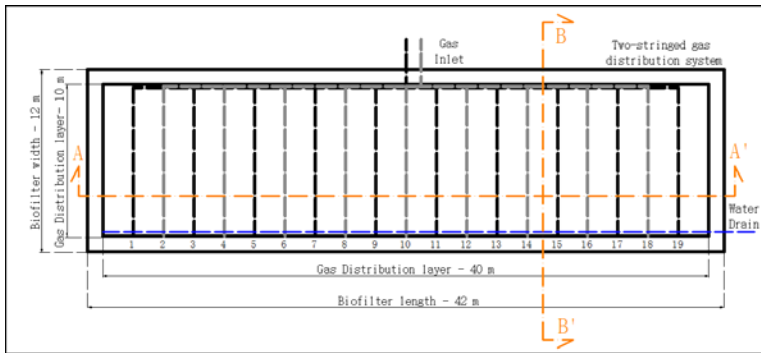 B
Gas
Inlet
Two-stringed gas
distribution system
Biofilter width - 12 m
Gas Distribution layer- 10 m
A
A'
Water
Drain
1 2 3 4 5 6 7 8 9 10 11 12 13 14 15 16 17 18 19
Gas Distribution layer - 40 m
Biofilter length - 42 m
B'